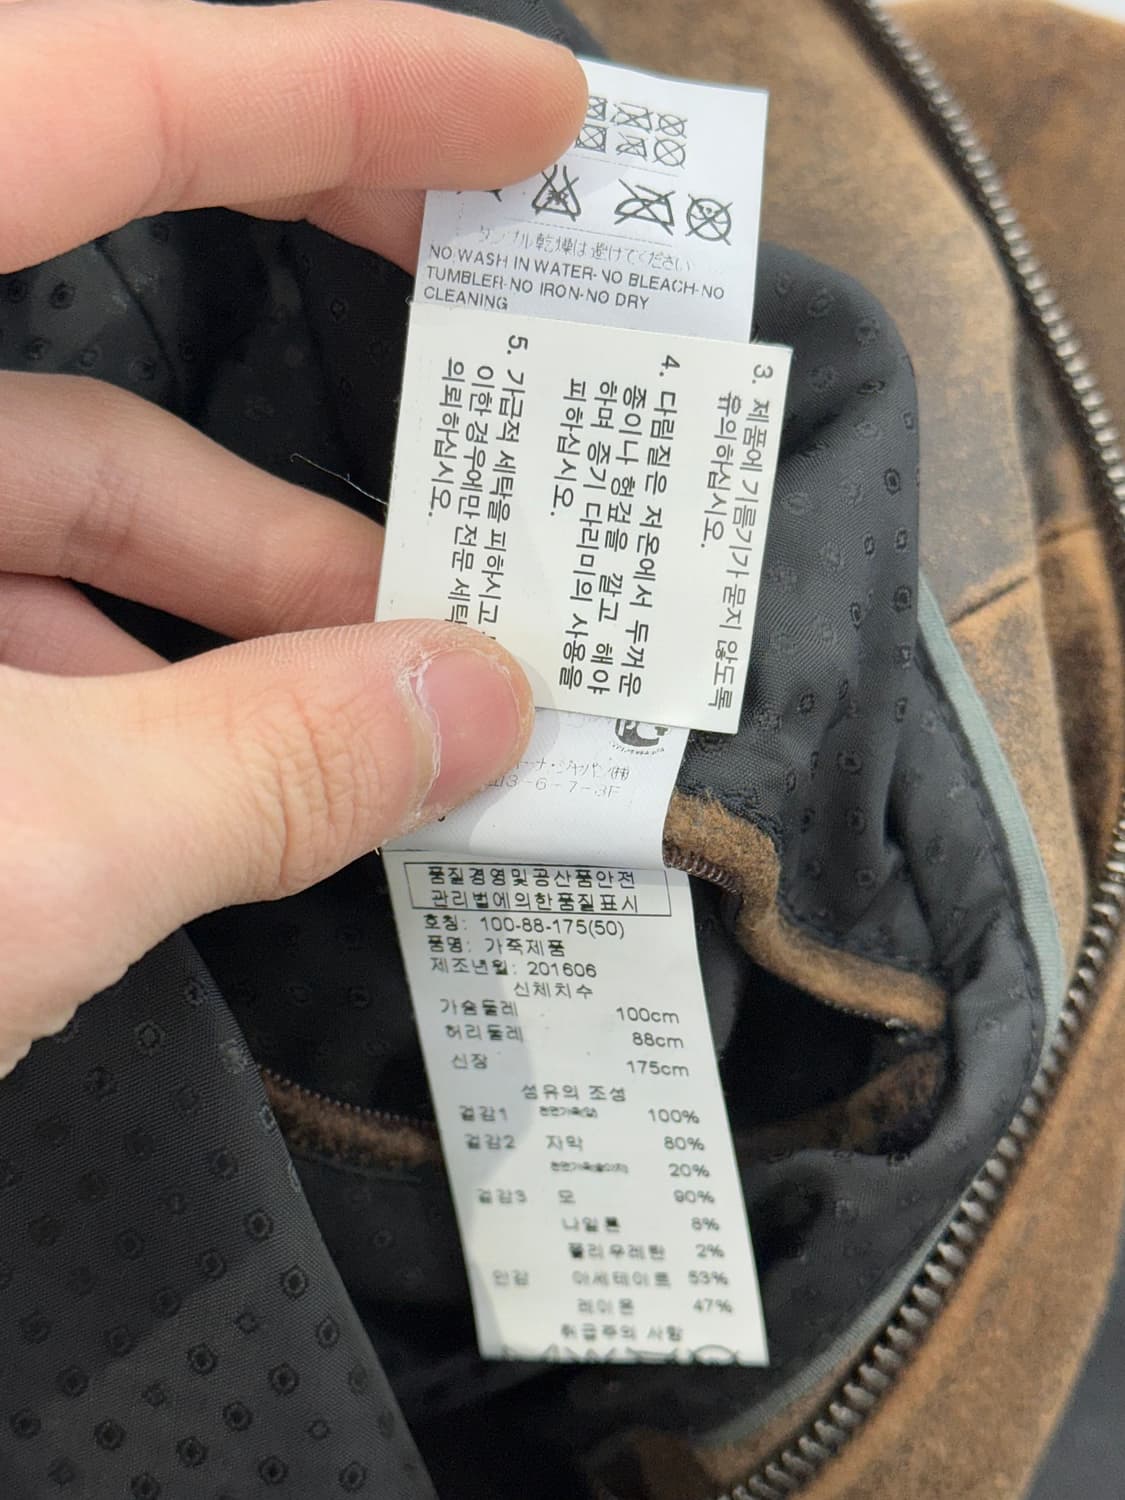 タンブル乾燥は避けてください
NO WASH IN WATER-NO BLEACH-NO
TUMBLER-NO IRON-NO DRY
CLEANING
3. 제품에 기름기가 묻지 않도록
유의하십시오.
4. 다림질은 저온에서 두꺼운
종이나 헝겊을 깔고 해야
하며 증기 다리미의 사용을
피하십시오.
5. 가급적 세탁을 피하시고
이한 경우에만 전문 세탁
의뢰하십시오.
ーナ・ジャパン㈱
3-6-7-3F
품질경영및공산품안전
관리법에의한품질표시
호칭: 100-88-175(50)
품명: 가죽제품
제조년월: 201606
신체치수
가슴둘레 100cm
허리둘레 88cm
신장 175cm
섬유의 조성
겉감1 100%
겉감2 자막 80%
20%
겉감3 모 90%
나일론 8%
폴리우레탄 2%
안감 아세테이트 53%
레이온 47%
취급주의 사항